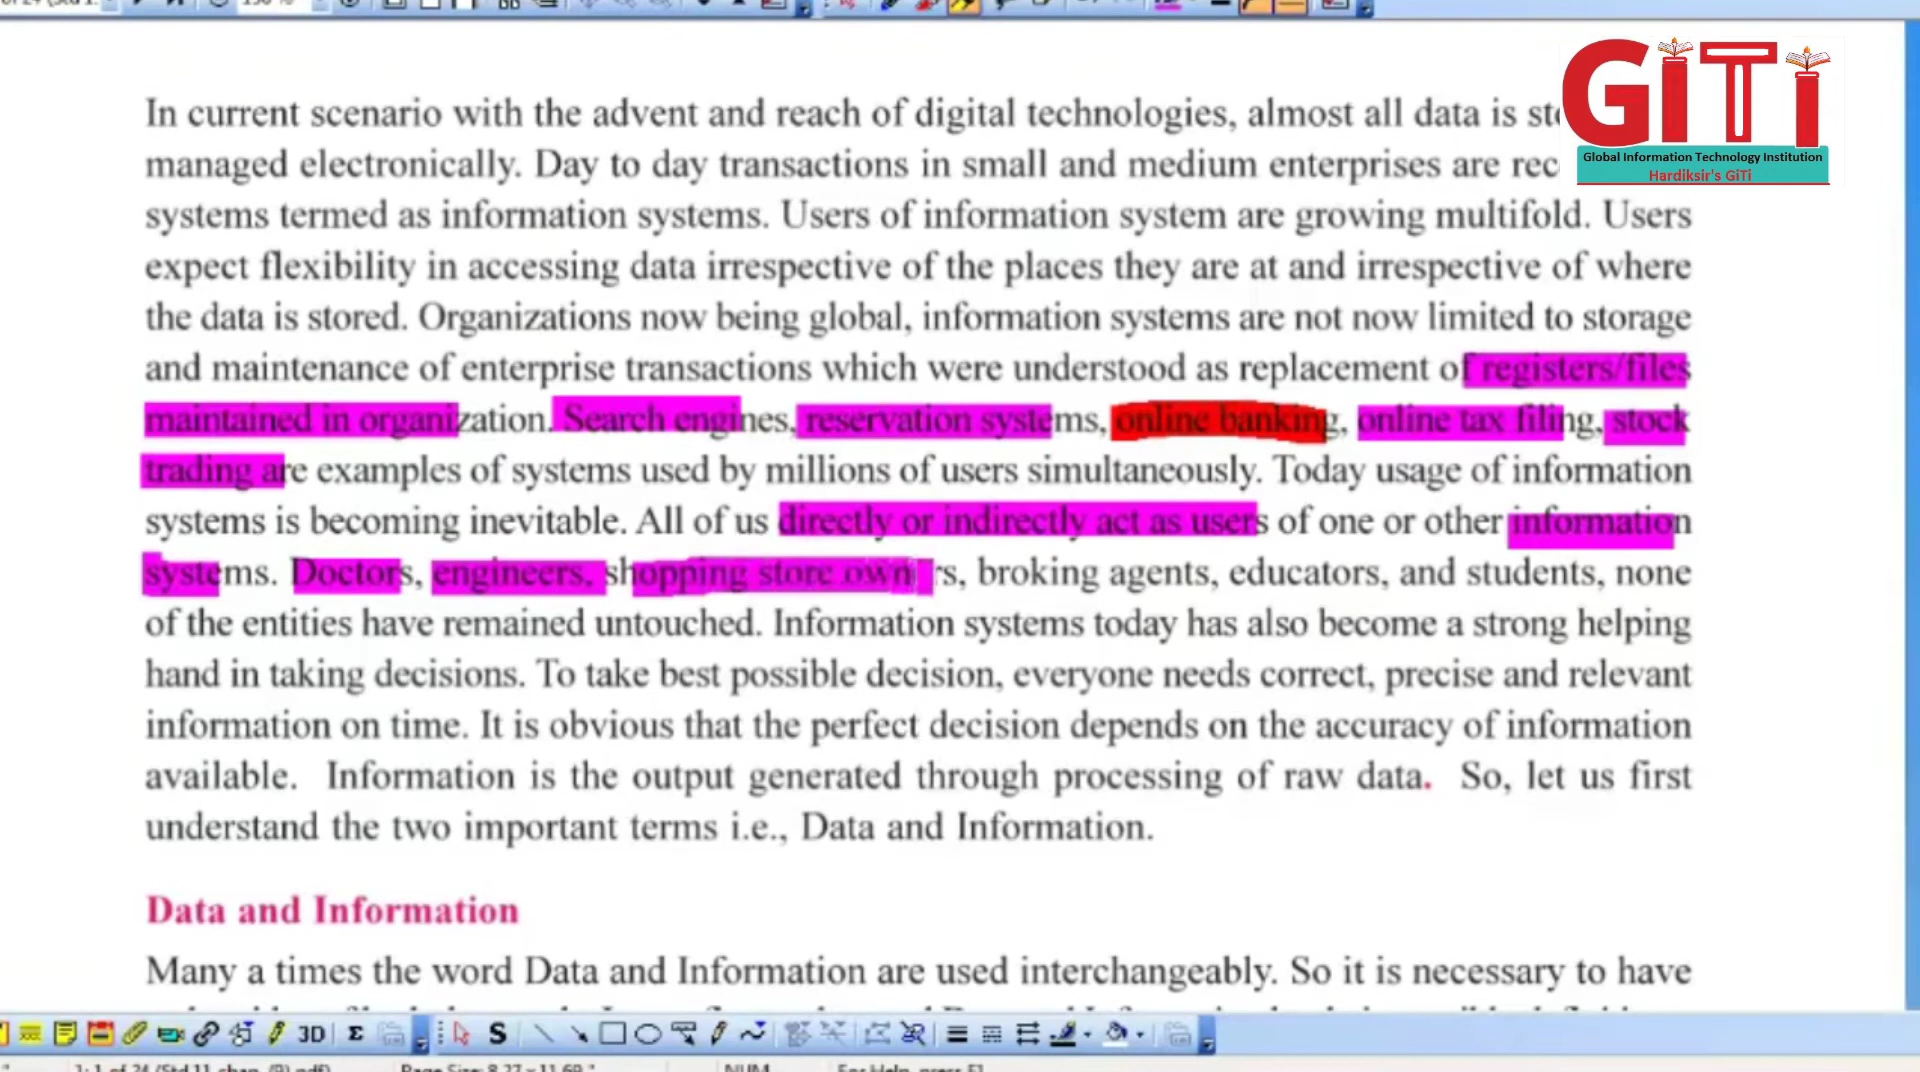 GiTi
Global Information Technology Institution
Hardiksir's GiTi
In current scenario with the advent and reach of digital technologies, almost all data is
managed electronically. Day to day transactions in small and medium enterprises are
systems termed as information systems. Users of information system are growing multifold. Users
expect flexibility in accessing data irrespective of the places they are at and irrespective of where
the data is stored. Organizations now being global, information systems are not now limited to storage
and maintenance of enterprise transactions which were understood as replacement of registers/files
maintained in organization. Search engines, reservation systems, online banking, online tax filing, stock
trading are examples of systems used by millions of users simultaneously. Today usage of information
systems is becoming inevitable. All of us directly or indirectly act as users of one or other information
systems. Doctors, engineers, shopping store own rs, broking agents, educators, and students, none
of the entities have remained untouched. Information systems today has also become a strong helping
hand in taking decisions. To take best possible decision, everyone needs correct, precise and relevant
information on time. It is obvious that the perfect decision depends on the accuracy of information
available. Information is the output generated through processing of raw data. So, let us first
understand the two important terms i.e., Data and Information.
Data and Information
Many a times the word Data and Information are used interchangeably. So it is necessary to have
3D Σ S